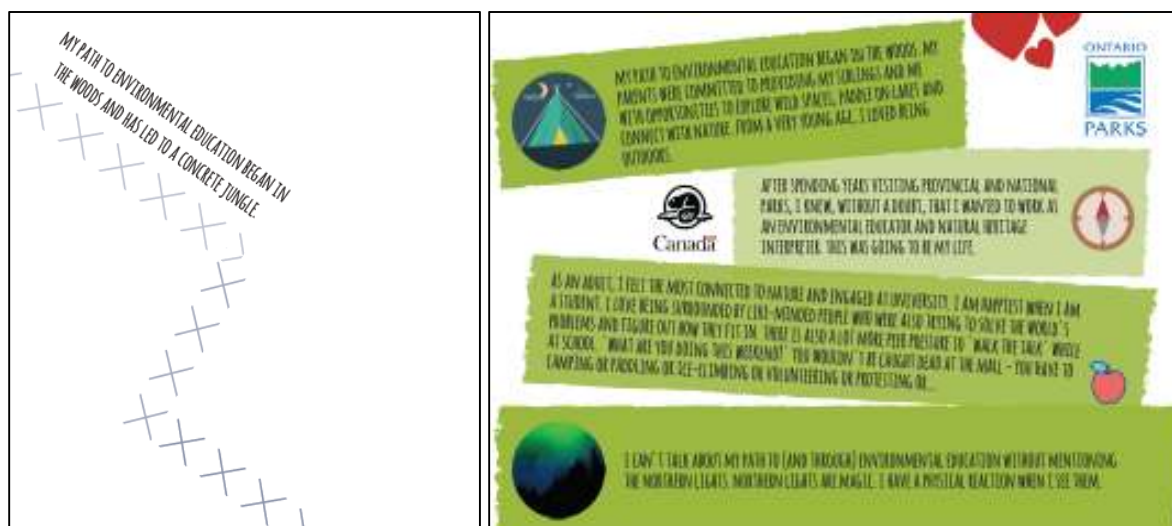 MY PATH TO ENVIRONMENTAL EDUCATION BEGAN IN
THE WOODS AND HAS LED TO A CONCRETE JUNGLE.
MY PATH TO ENVIRONMENTAL EDUCATION BEGAN IN THE WOODS. MY
PARENTS WERE COMMITTED TO PROVIDING MY SIBLINGS AND ME
WITH OPPORTUNITIES TO EXPLORE WILD SPACES, PADDLE ON LAKES AND
CONNECT WITH NATURE. FROM A VERY YOUNG AGE, I LOVED BEING
OUTDOORS.
ONTARIO
PARKS
AFTER SPENDING YEARS VISITING PROVINCIAL AND NATIONAL
PARKS, I KNEW, WITHOUT A DOUBT, THAT I WANTED TO WORK AS
AN ENVIRONMENTAL EDUCATOR AND NATURAL HERITAGE
INTERPRETER. THIS WAS GOING TO BE MY LIFE.
Canada
AS AN ADULT, I FELT THE MOST CONNECTED TO NATURE AND ENGAGED AT UNIVERSITY. I AM HAPPIEST WHEN I AM
A STUDENT. I LOVE BEING SURROUNDED BY LIKE-MINDED PEOPLE WHO WERE ALSO TRYING TO SOLVE THE WORLD'S
PROBLEMS AND FIGURE OUT HOW THEY FIT IN. THERE IS ALSO A LOT MORE PEER PRESSURE TO "WALK THE TALK" WHILE
AT SCHOOL. "WHAT ARE YOU DOING THIS WEEKEND?" YOU WOULDN'T BE CAUGHT DEAD AT THE MALL – YOU HAVE TO
CAMPING OR PADDLING OR ICE-CLIMBING OR VOLUNTEERING OR PROTESTING OR...
I CAN'T TALK ABOUT MY PATH TO (AND THROUGH) ENVIRONMENTAL EDUCATION WITHOUT MENTIONING
THE NORTHERN LIGHTS. NORTHERN LIGHTS ARE MAGIC. I HAVE A PHYSICAL REACTION WHEN I SEE THEM.